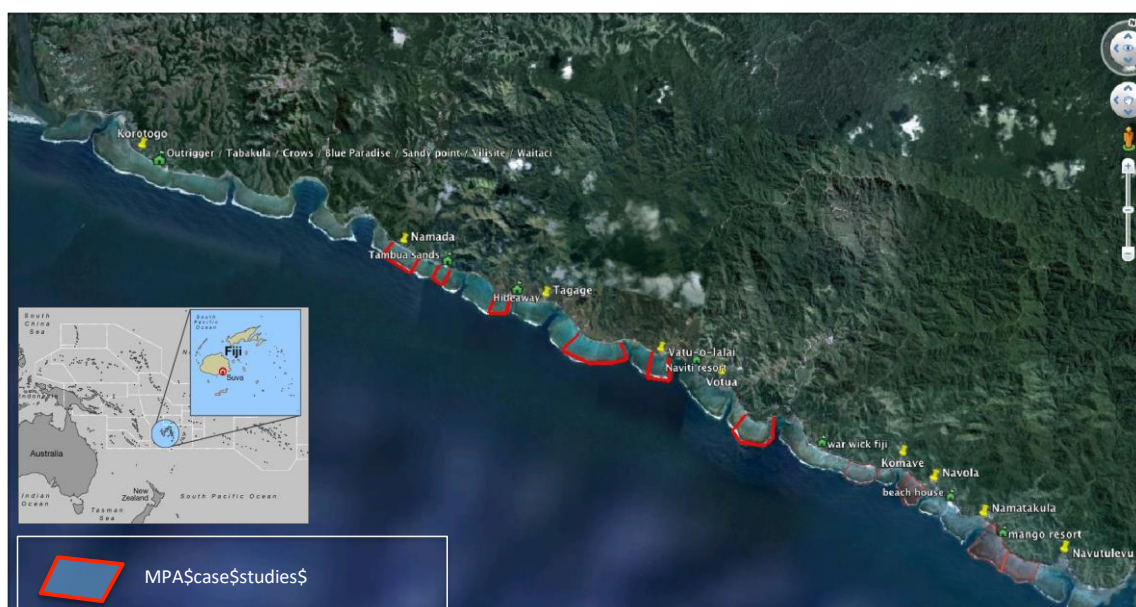 N
Korotogo
Outrigger / Tabakula / Crows / Blue Paradise / Sandy point / Vilisite / Waitaci
Namada
Tambua sands
Hideaway
Tagage
Vatu-o-lalai
Naviti resort
Votua
war wick fiji
Komave
Navola
beach house
Namatakula
mango resort
Navutulevu
South
China
Sea
South
Pacific
Ocean
Fiji
Suva
Australia
Indian
Ocean
New
Zealand
Tasman
Sea
South Pacific Ocean
MPA$case$studies$